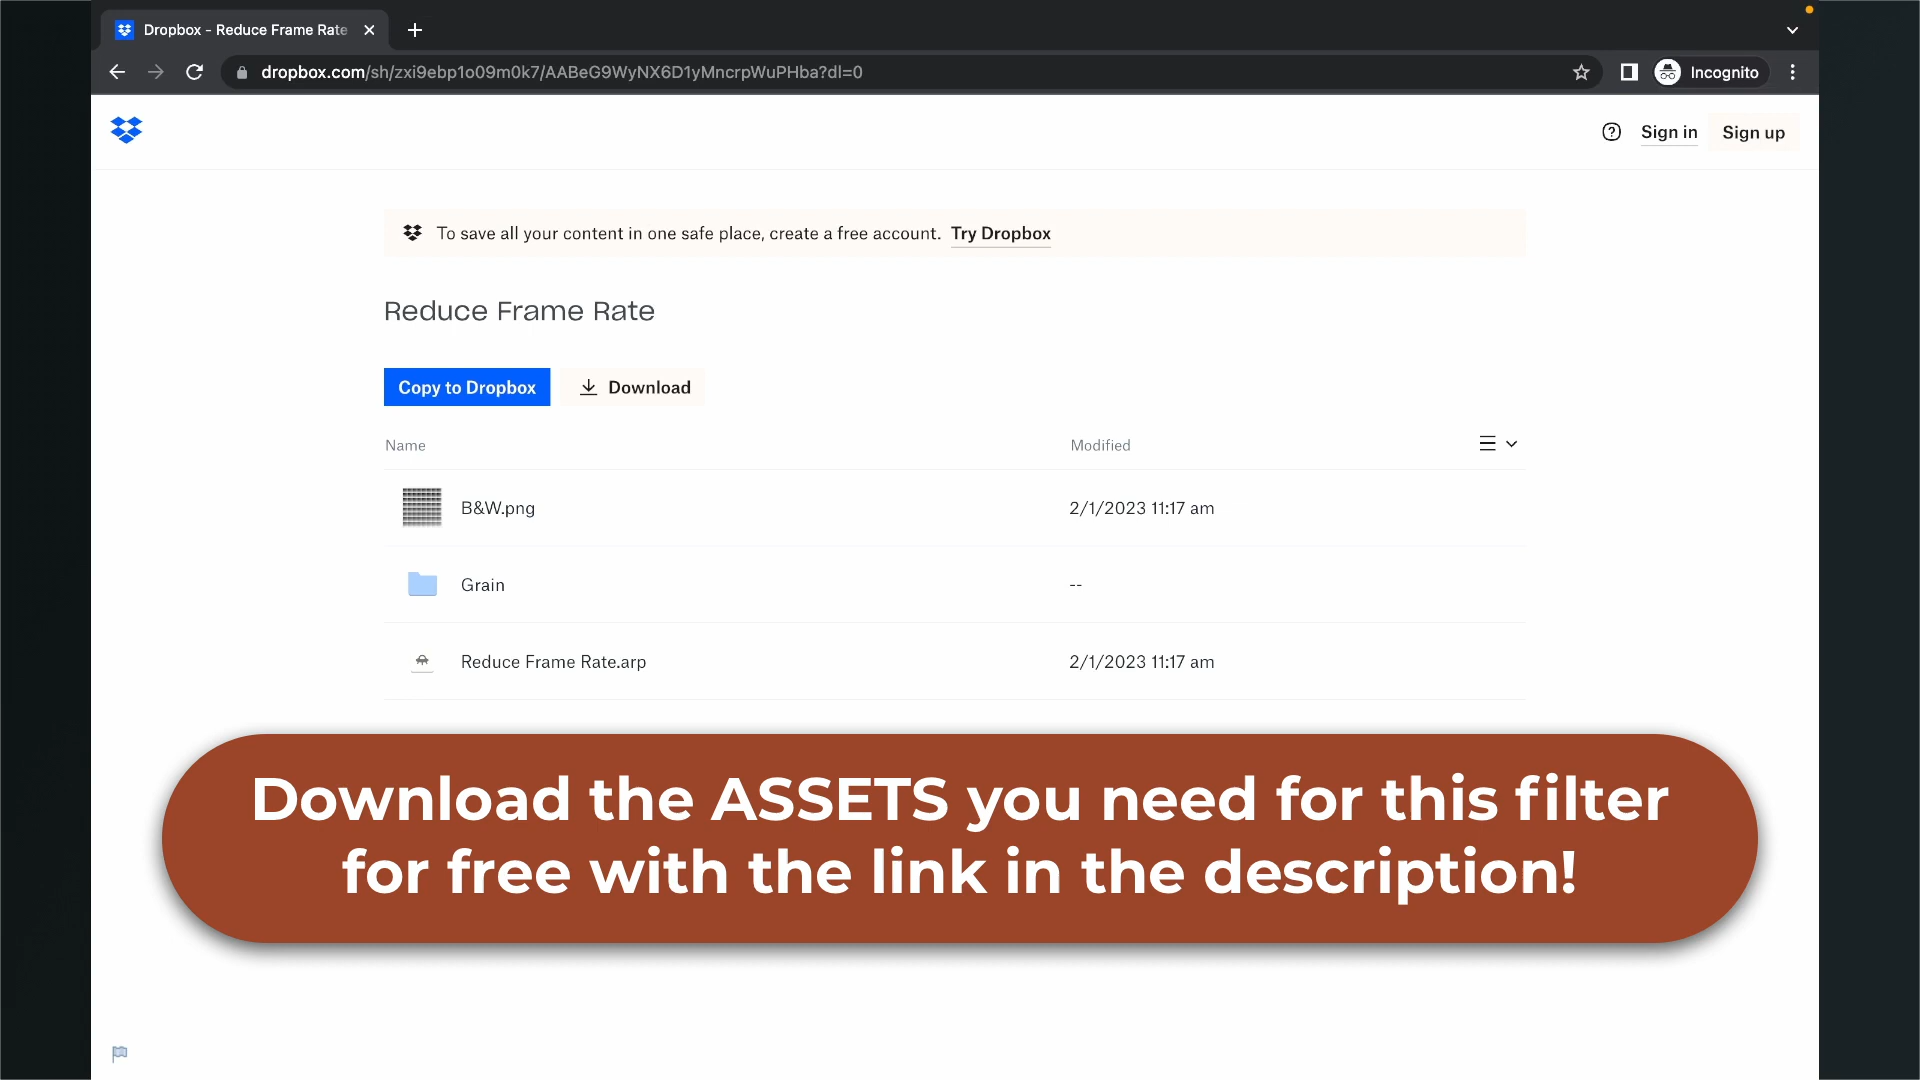 Dropbox - Reduce Frame Rate
dropbox.com/sh/zxi9ebp1o09m0k7/AABeG9WyNX6D1yMncrpWuPHba?dl=0
Incognito
Sign in
Sign up
To save all your content in one safe place, create a free account. Try Dropbox
Reduce Frame Rate
Copy to Dropbox
Download
Name
Modified
B&W.png
2/1/2023 11:17 am
Grain
--
Reduce Frame Rate.arp
2/1/2023 11:17 am
Download the ASSETS you need for this filter
for free with the link in the description!